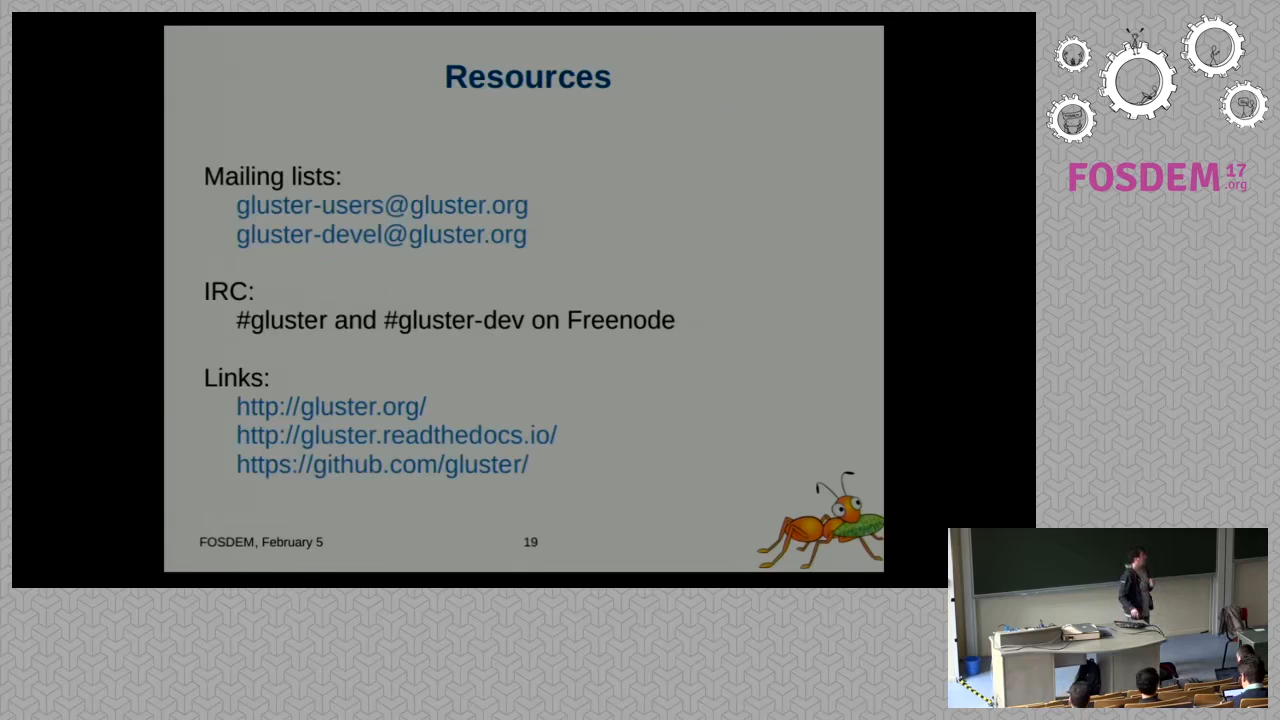 Resources
Mailing lists:
gluster-users@gluster.org
gluster-devel@gluster.org
IRC:
#gluster and #gluster-dev on Freenode
Links:
http://gluster.org/
http://gluster.readthedocs.io/
https://github.com/gluster/
FOSDEM, February 5
19
FOSDEM 17
.org